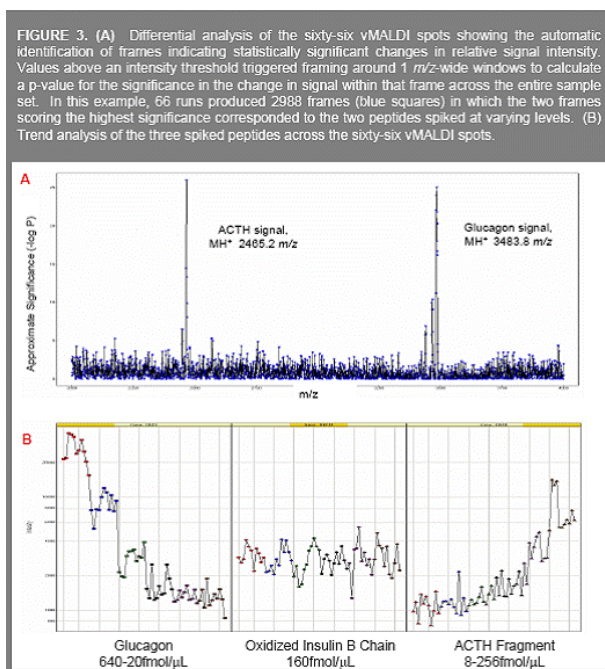 FIGURE 3. (A) Differential analysis of the sixty-six vMALDI spots showing the automatic
identification of frames indicating statistically significant changes in relative signal intensity.
Values above an intensity threshold triggered framing around 1 m/z-wide windows to calculate
a p-value for the significance in the change in signal within that frame across the entire sample
set. In this example, 66 runs produced 2988 frames (blue squares) in which the two frames
scoring the highest significance corresponded to the two peptides spiked at varying levels. (B)
Trend analysis of the three spiked peptides across the sixty-six vMALDI spots.
A
Approximate Significance (-log P)
ACTH signal,
MH+ 2465.2 m/z
Glucagon signal,
MH+ 3483.8 m/z
m/z
B
Glucagon
640-20fmol/µL
Oxidized Insulin B Chain
160fmol/µL
ACTH Fragment
8-256fmol/µL